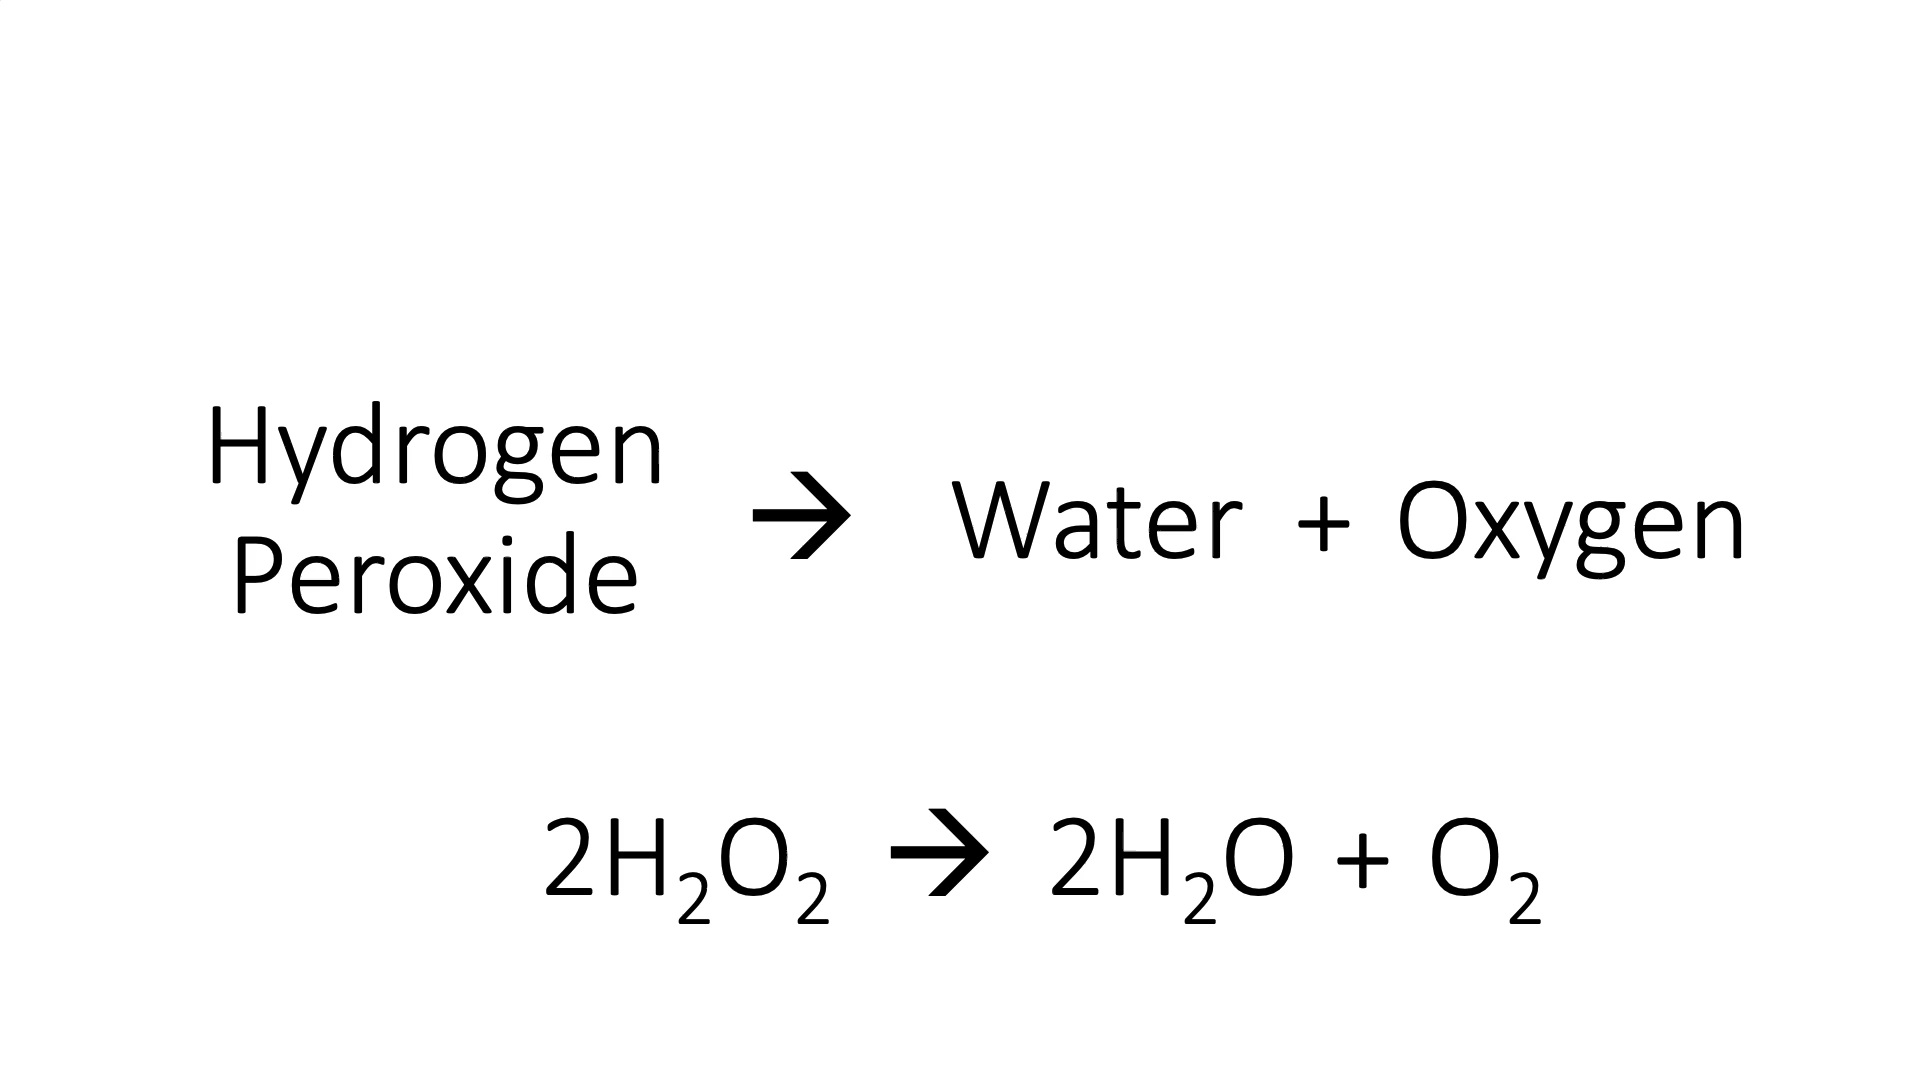 Hydrogen
Peroxide → Water + Oxygen
2H₂O₂ → 2H₂O + O₂